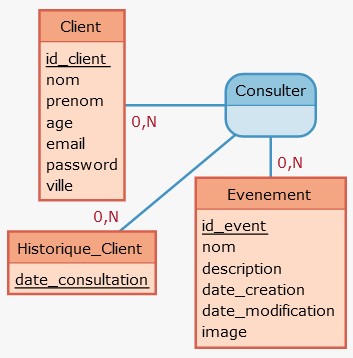 Client
id_client
nom
prenom
age
email
password
ville
Consulter
0,N
0,N
0,N
Historique_Client
date_consultation
Evenement
id_event
nom
description
date_creation
date_modification
image